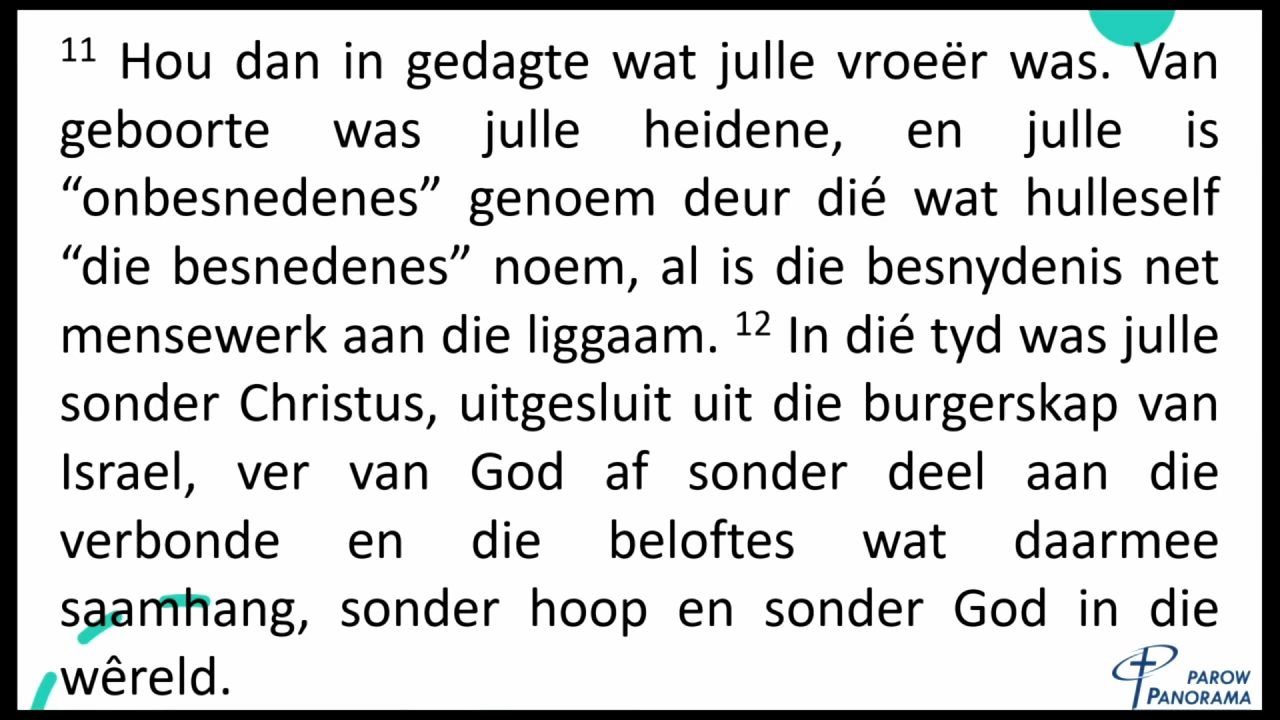 11 Hou dan in gedagte wat julle vroeër was. Van
geboorte was julle heidene, en julle is
“onbesnedenes” genoem deur dié wat hulleself
“die besnedenes” noem, al is die besnydenis net
mensewerk aan die liggaam. 12 In dié tyd was julle
sonder Christus, uitgesluit uit die burgerskap van
Israel, ver van God af sonder deel aan die
verbonde en die beloftes wat daarmee
saamhang, sonder hoop en sonder God in die
wêreld.
PAROW
PANORAMA